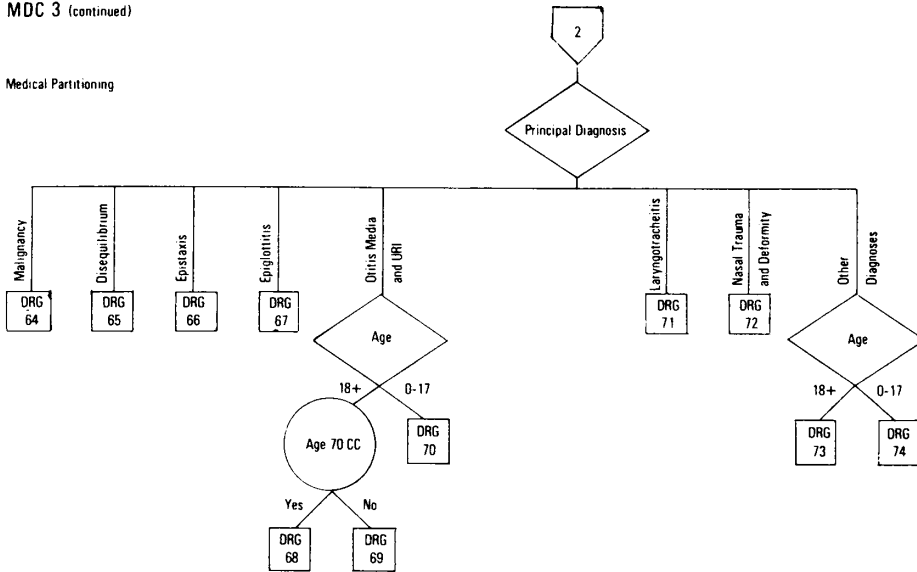 MDC 3 (continued)
Medical Partitioning
2
Principal Diagnosis
Malignancy
Disequilibrium
Epistaxis
Epiglottitis
Otitis Media
and URI
Laryngotracheitis
Nasal Trauma
and Deformity
Other
Diagnoses
DRG
64
DRG
65
DRG
66
DRG
67
DRG
71
DRG
72
Age
Age
18+
0-17
18+
0-17
Age 70 CC
DRG
70
DRG
73
DRG
74
Yes
No
DRG
68
DRG
69